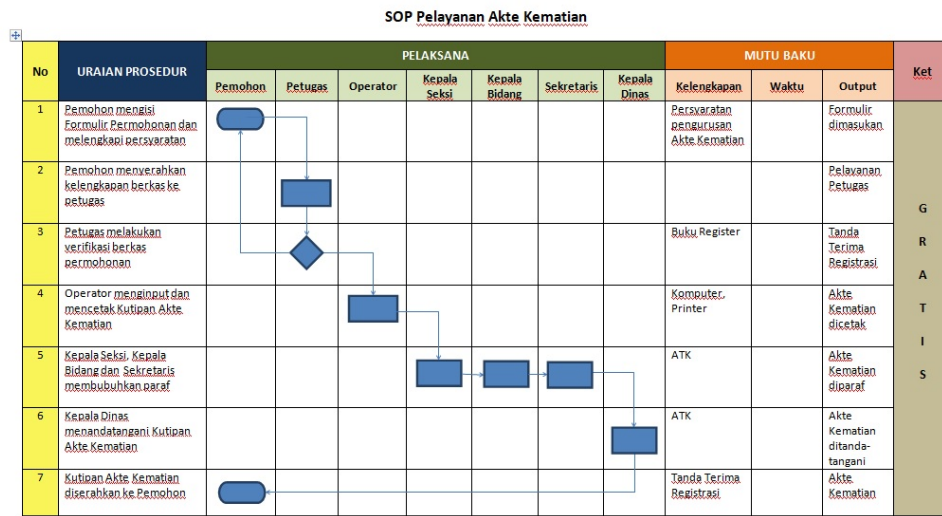 SOP Pelayanan Akte Kematian
No
URAIAN PROSEDUR
PELAKSANA
MUTU BAKU
Ket
Pemohon
Petugas
Operator
Kepala
Seksi
Kepala
Bidang
Sekretaris
Kepala
Dinas
Kelengkapan
Waktu
Output
1
Pemohon mengisi
Formulir Permohonan dan
melengkapi persyaratan
Persyaratan
pengurusan
Akte Kematian
Formulir
dimasukan
2
Pemohon menyerahkan
kelengkapan berkas ke
petugas
Pelayanan
Petugas
3
Petugas melakukan
verifikasi berkas
permohonan
Buku Register
Tanda
Terima
Registrasi
4
Operator menginput dan
mencetak Kutipan Akte
Kematian
Komputer,
Printer
Akte
Kematian
dicetak
5
Kepala Seksi, Kepala
Bidang dan Sekretaris
membubuhkan paraf
ATK
Akte
Kematian
diparaf
6
Kepala Dinas
menandatangani Kutipan
Akte Kematian
ATK
Akte
Kematian
ditanda-
tangani
7
Kutipan Akte Kematian
diserahkan ke Pemohon
Tanda Terima
Registrasi
Akte
Kematian
G
R
A
T
I
S